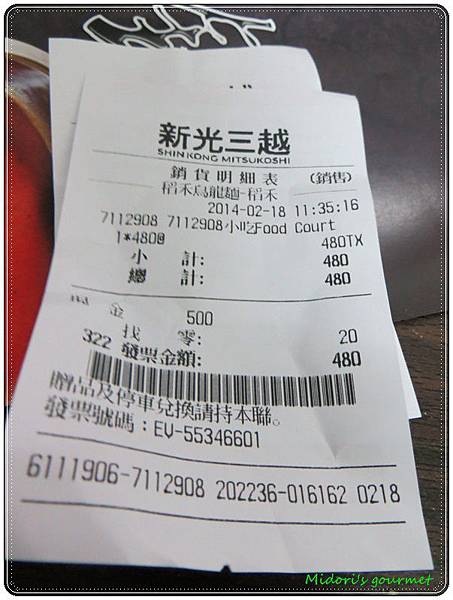 新光三越
SHIN KONG MITSUKOSHI
銷貨明細表 (銷售)
稻禾烏龍麵-稻禾
2014-02-18 11:35:16
7112908 7112908小吃Food Court
1*480@ 480TX
小 計: 480
總 計: 480
現 金 500
找 零: 20
322 發票金額: 480
贈品及停車兌換請持本聯。
發票號碼:EV-55346601
6111906-7112908 202236-016162 0218
Midori's gourmet